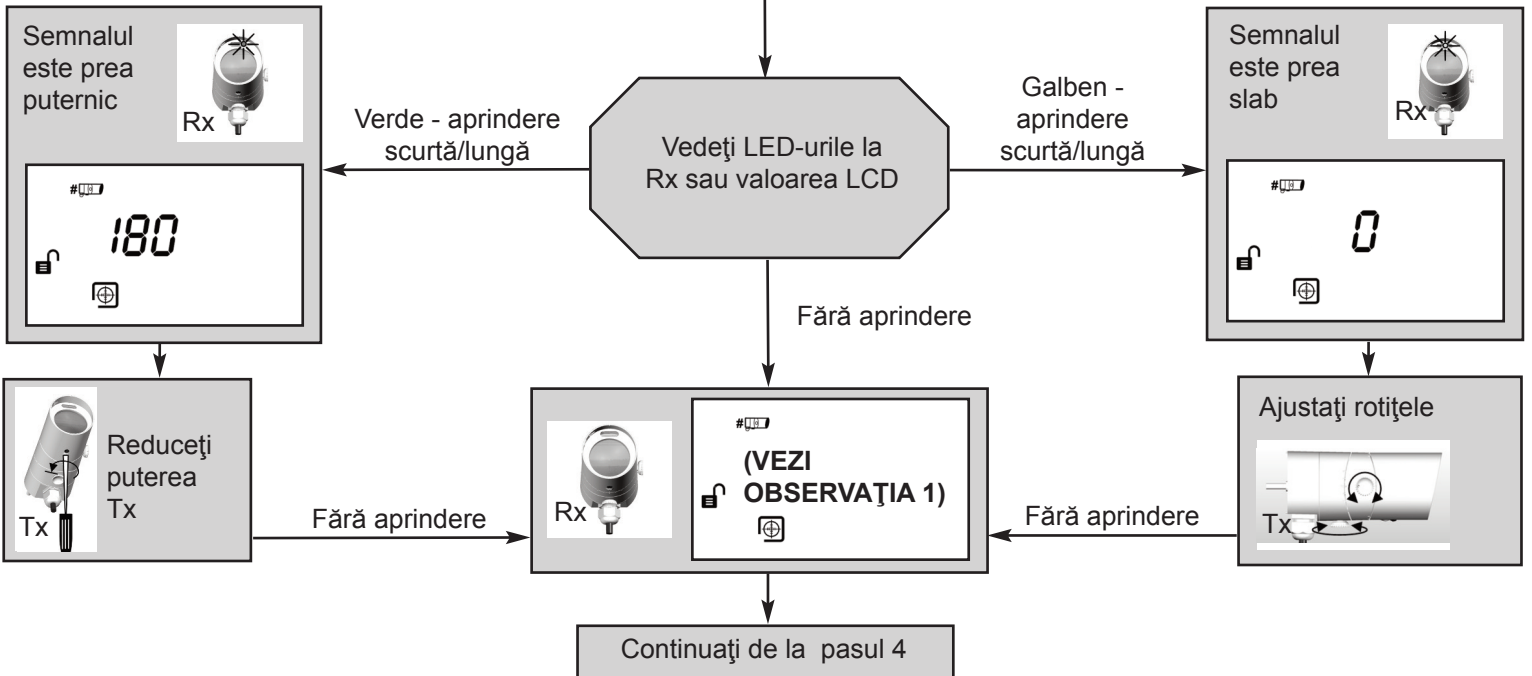 Semnalul
este prea
puternic
Rx
#
180
Verde - aprindere
scurtă/lungă
Vedeţi LED-urile la
Rx sau valoarea LCD
Galben -
aprindere
scurtă/lungă
Semnalul
este prea
slab
Rx
#
0
Fără aprindere
Reduceţi
puterea
Tx
Tx
Fără aprindere
Rx
#
(VEZI
OBSERVAŢIA 1)
Fără aprindere
Ajustaţi rotiţele
Tx
Continuaţi de la pasul 4